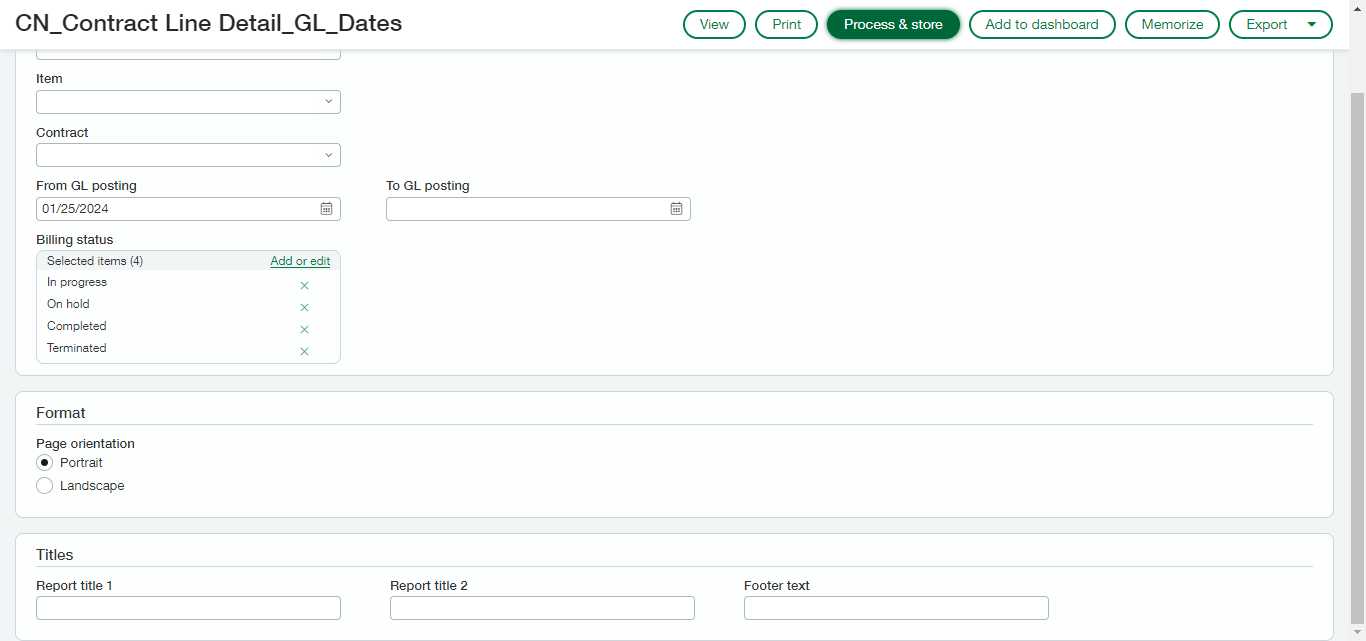 CN_Contract Line Detail_GL_Dates
View
Print
Process & store
Add to dashboard
Memorize
Export
Item
Contract
From GL posting
To GL posting
01/25/2024
Billing status
Selected items (4)
Add or edit
In progress
On hold
Completed
Terminated
Format
Page orientation
Portrait
Landscape
Titles
Report title 1
Report title 2
Footer text